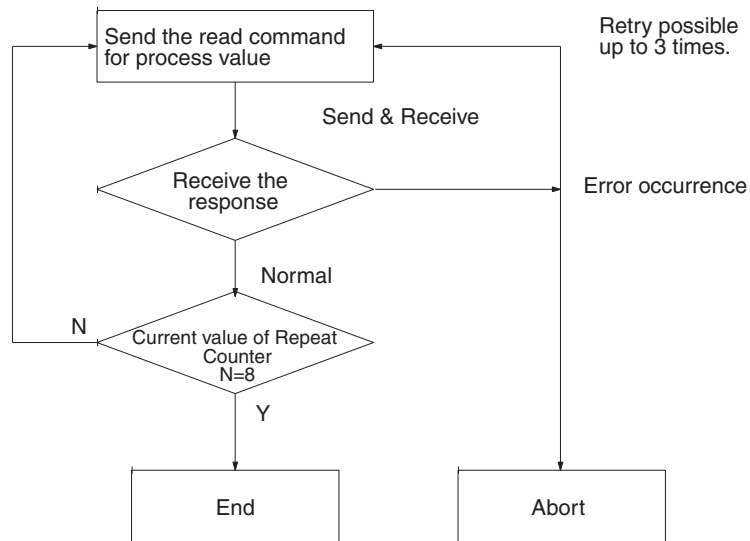 Send the read command
for process value
Retry possible
up to 3 times.
Send & Receive
Receive the
response
Error occurrence
Normal
N
Current value of Repeat
Counter
N=8
Y
End
Abort